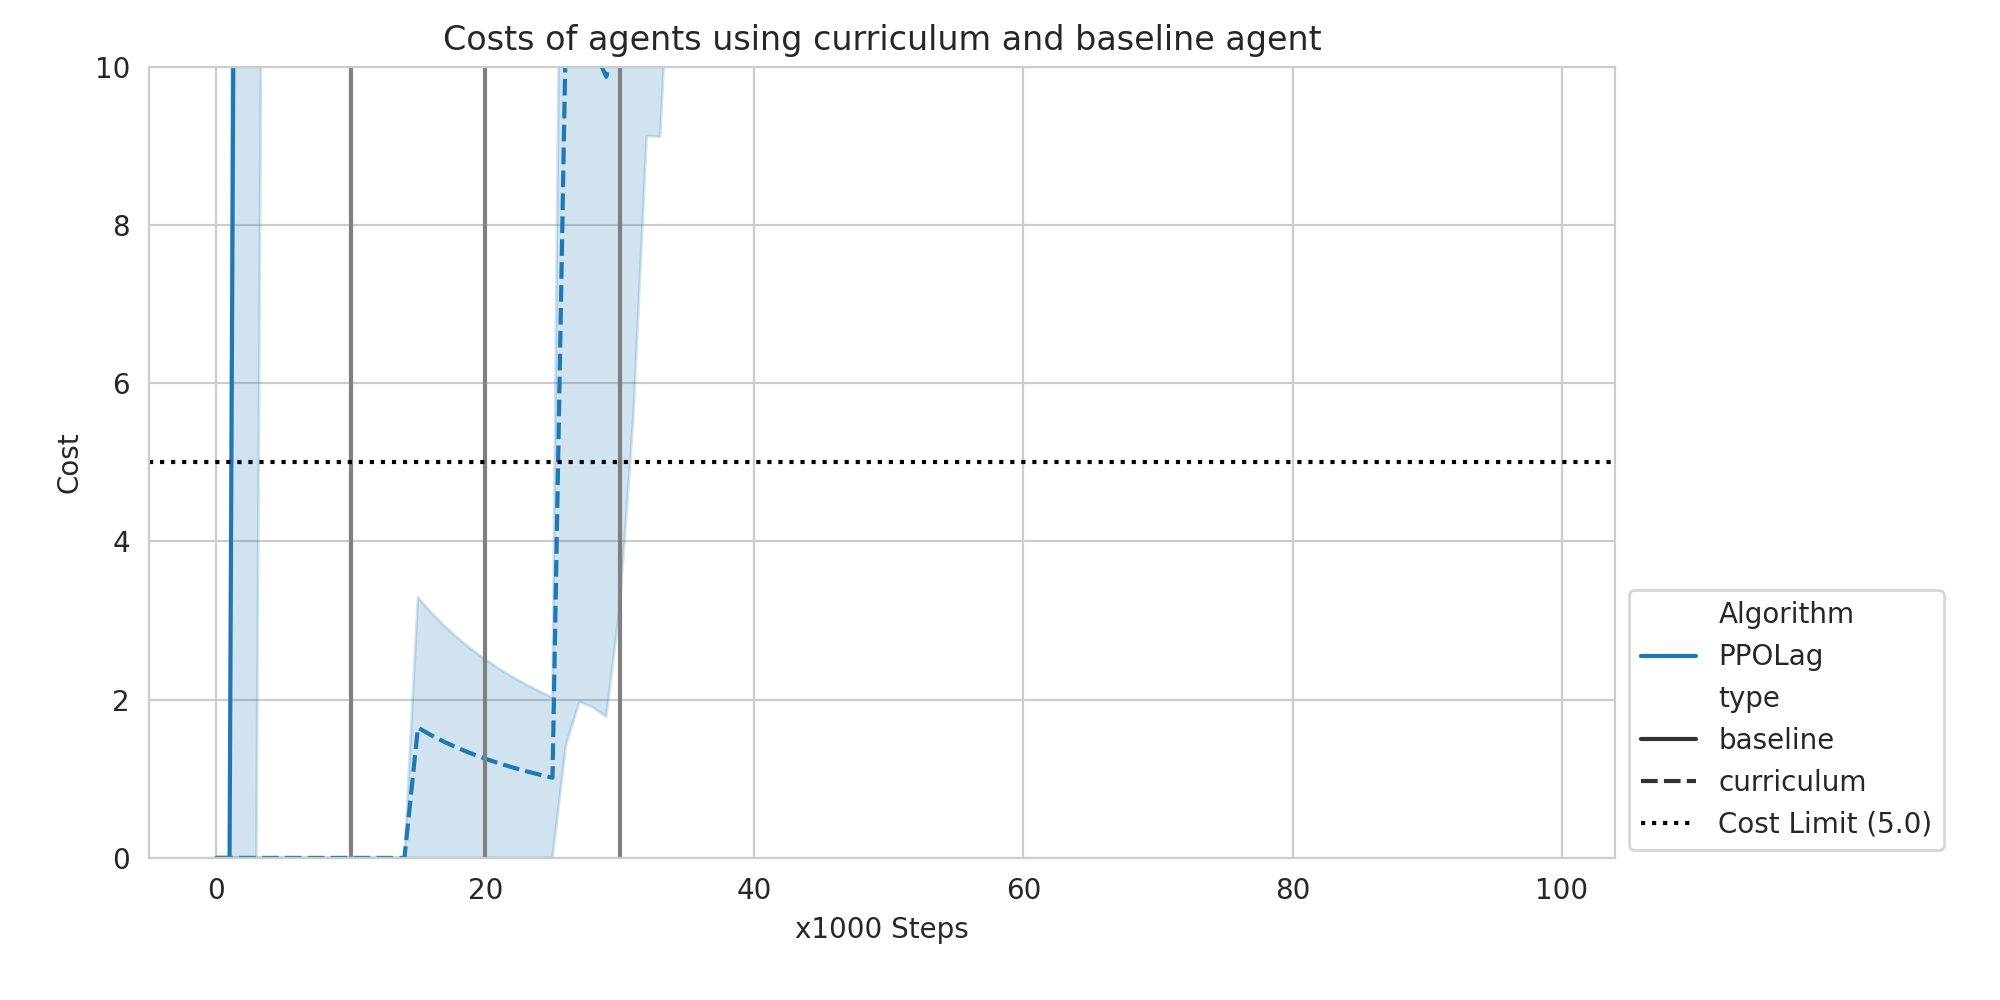 Costs of agents using curriculum and baseline agent
10
8
6
4
2
0
Cost
0 20 40 60 80 100
x1000 Steps
Algorithm
PPOLag
type
baseline
curriculum
Cost Limit (5.0)